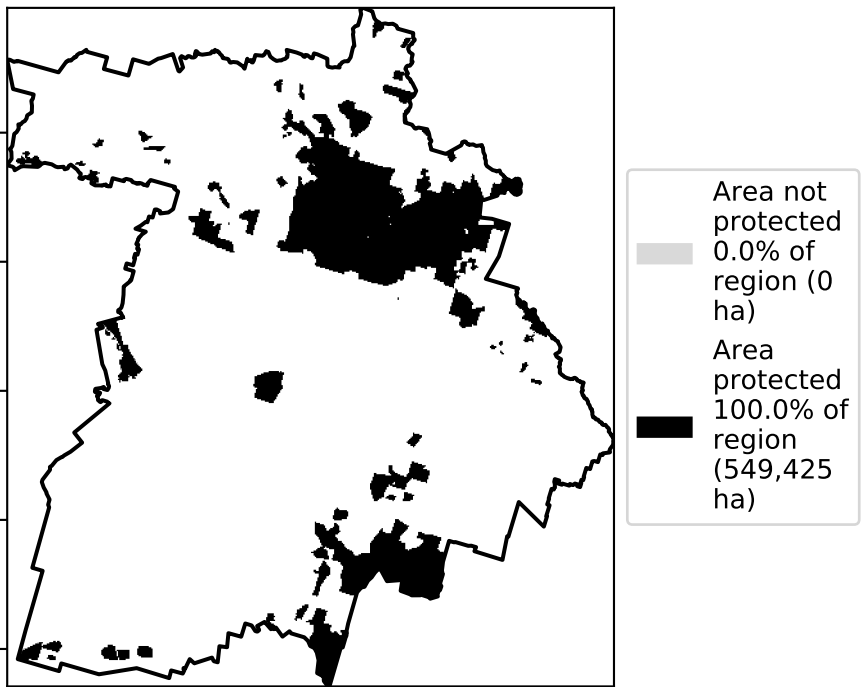 Area not
protected
0.0% of
region (0
ha)
Area
protected
100.0% of
region
(549,425
ha)